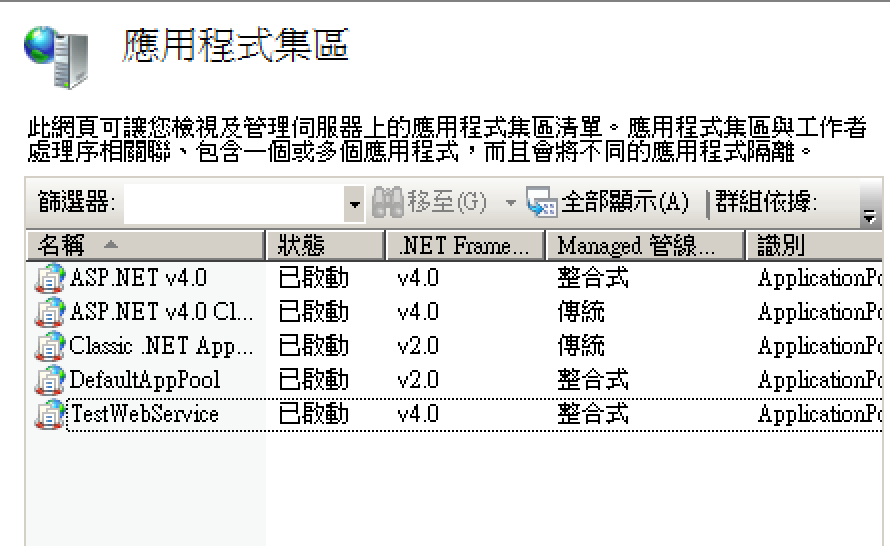 應用程式集區
此網頁可讓您檢視及管理伺服器上的應用程式集區清單。應用程式集區與工作者
處理序相關聯、包含一個或多個應用程式，而且會將不同的應用程式隔離。
篩選器: 移至(G) 全部顯示(A) 群組依據:
名稱 狀態 .NET Frame... Managed 管線... 識別
ASP.NET v4.0 已啟動 v4.0 整合式 ApplicationPo
ASP.NET v4.0 Cl... 已啟動 v4.0 傳統 ApplicationPo
Classic .NET App... 已啟動 v2.0 傳統 ApplicationPo
DefaultAppPool 已啟動 v2.0 整合式 ApplicationPo
TestWebService 已啟動 v4.0 整合式 ApplicationPo